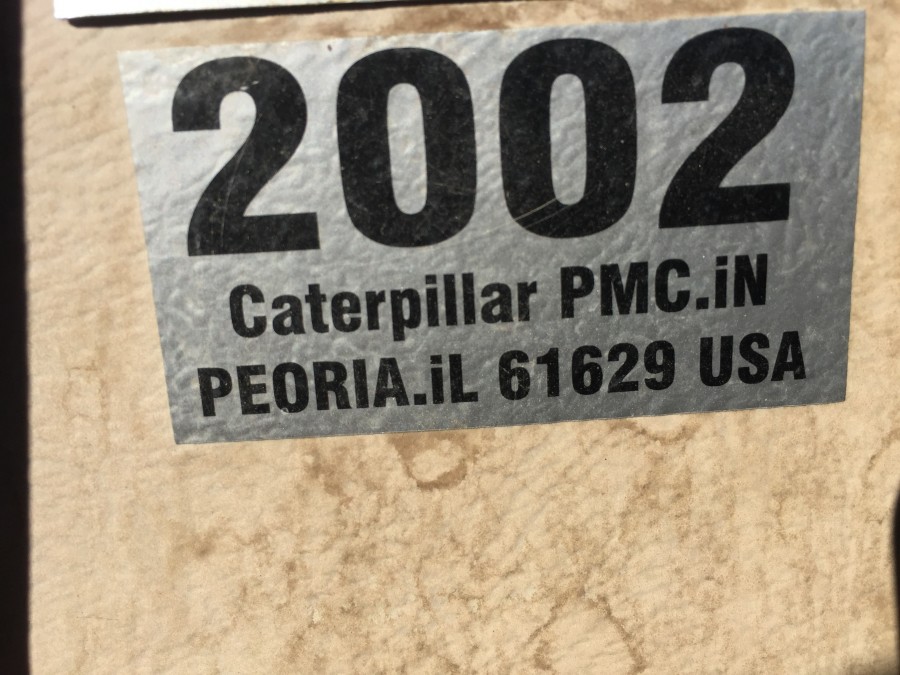 2002
Caterpillar PMC.iN
PEORIA.iL 61629 USA